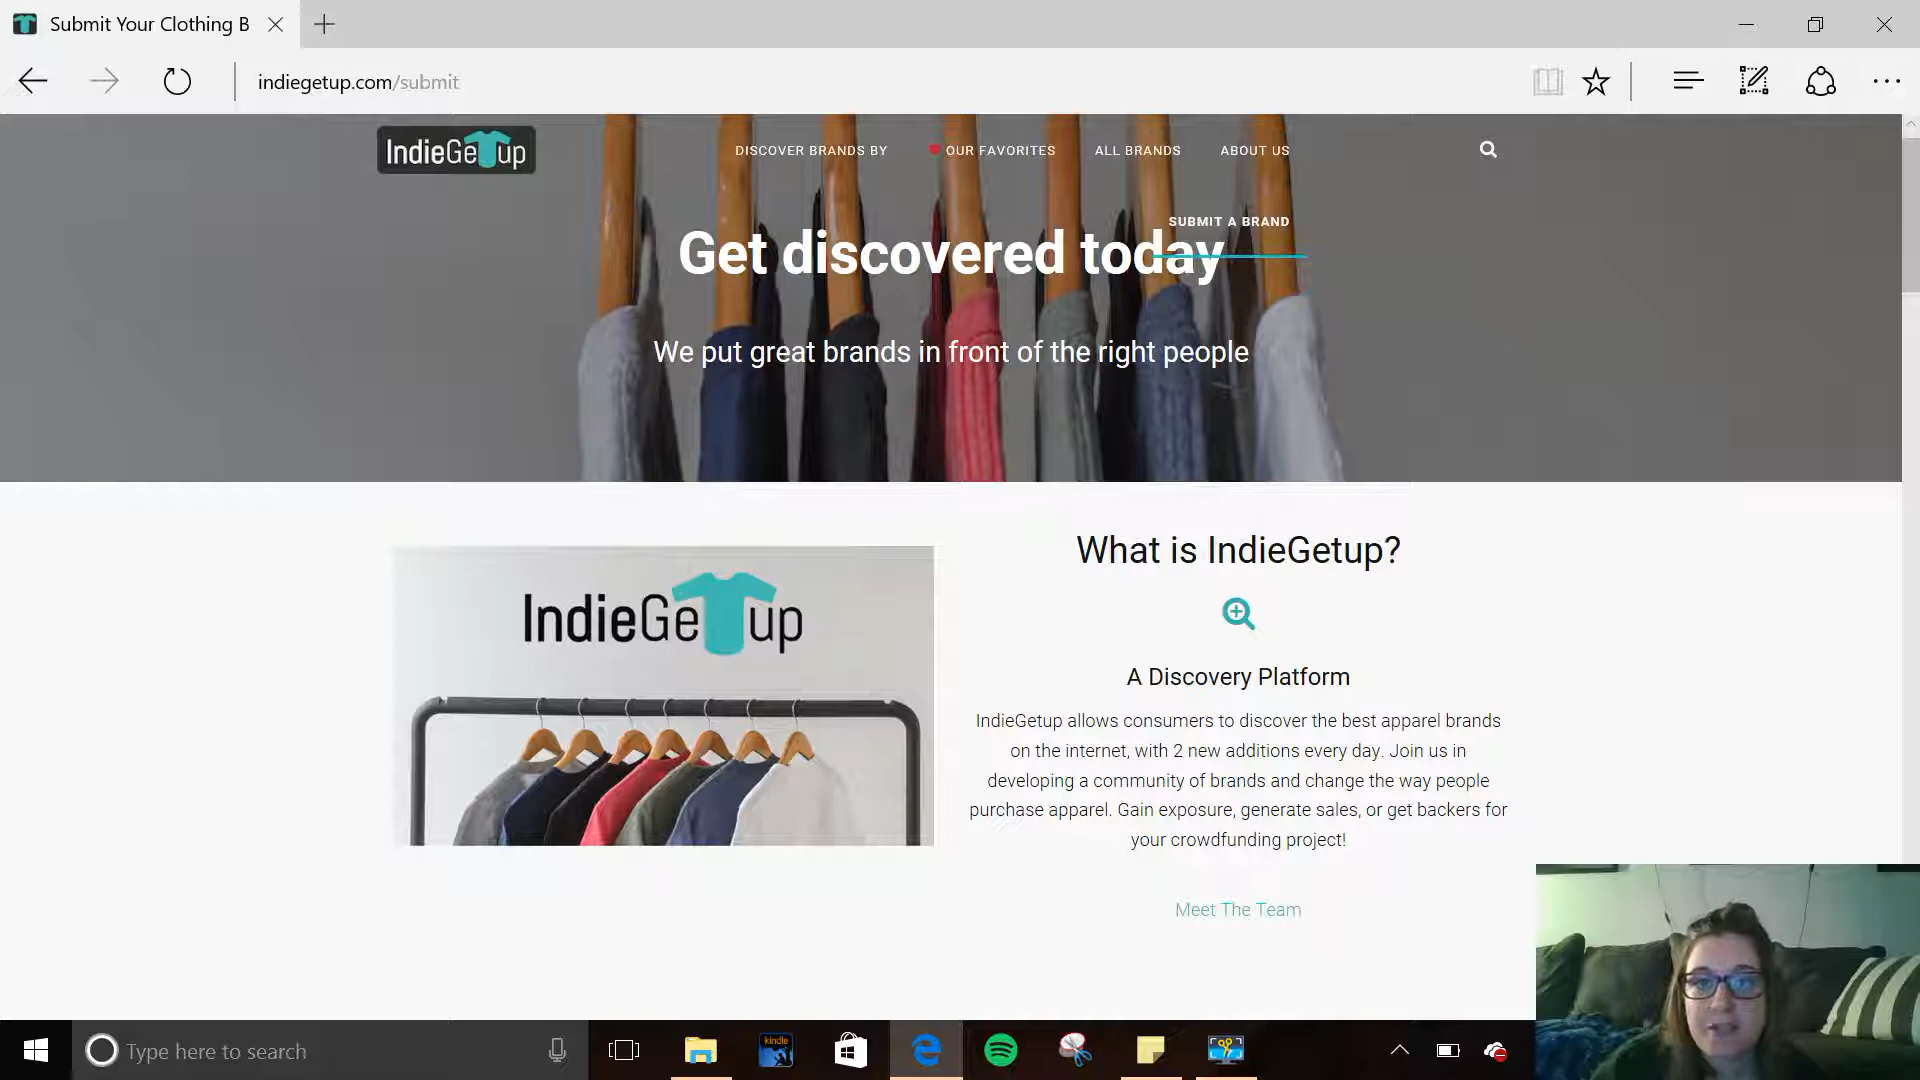 Submit Your Clothing B
indiegetup.com/submit
IndieGetup
DISCOVER BRANDS BY
OUR FAVORITES
ALL BRANDS
ABOUT US
SUBMIT A BRAND
Get discovered today
We put great brands in front of the right people
IndieGetup
What is IndieGetup?
A Discovery Platform
IndieGetup allows consumers to discover the best apparel brands
on the internet, with 2 new additions every day. Join us in
developing a community of brands and change the way people
purchase apparel. Gain exposure, generate sales, or get backers for
your crowdfunding project!
Meet The Team
Type here to search
kindle